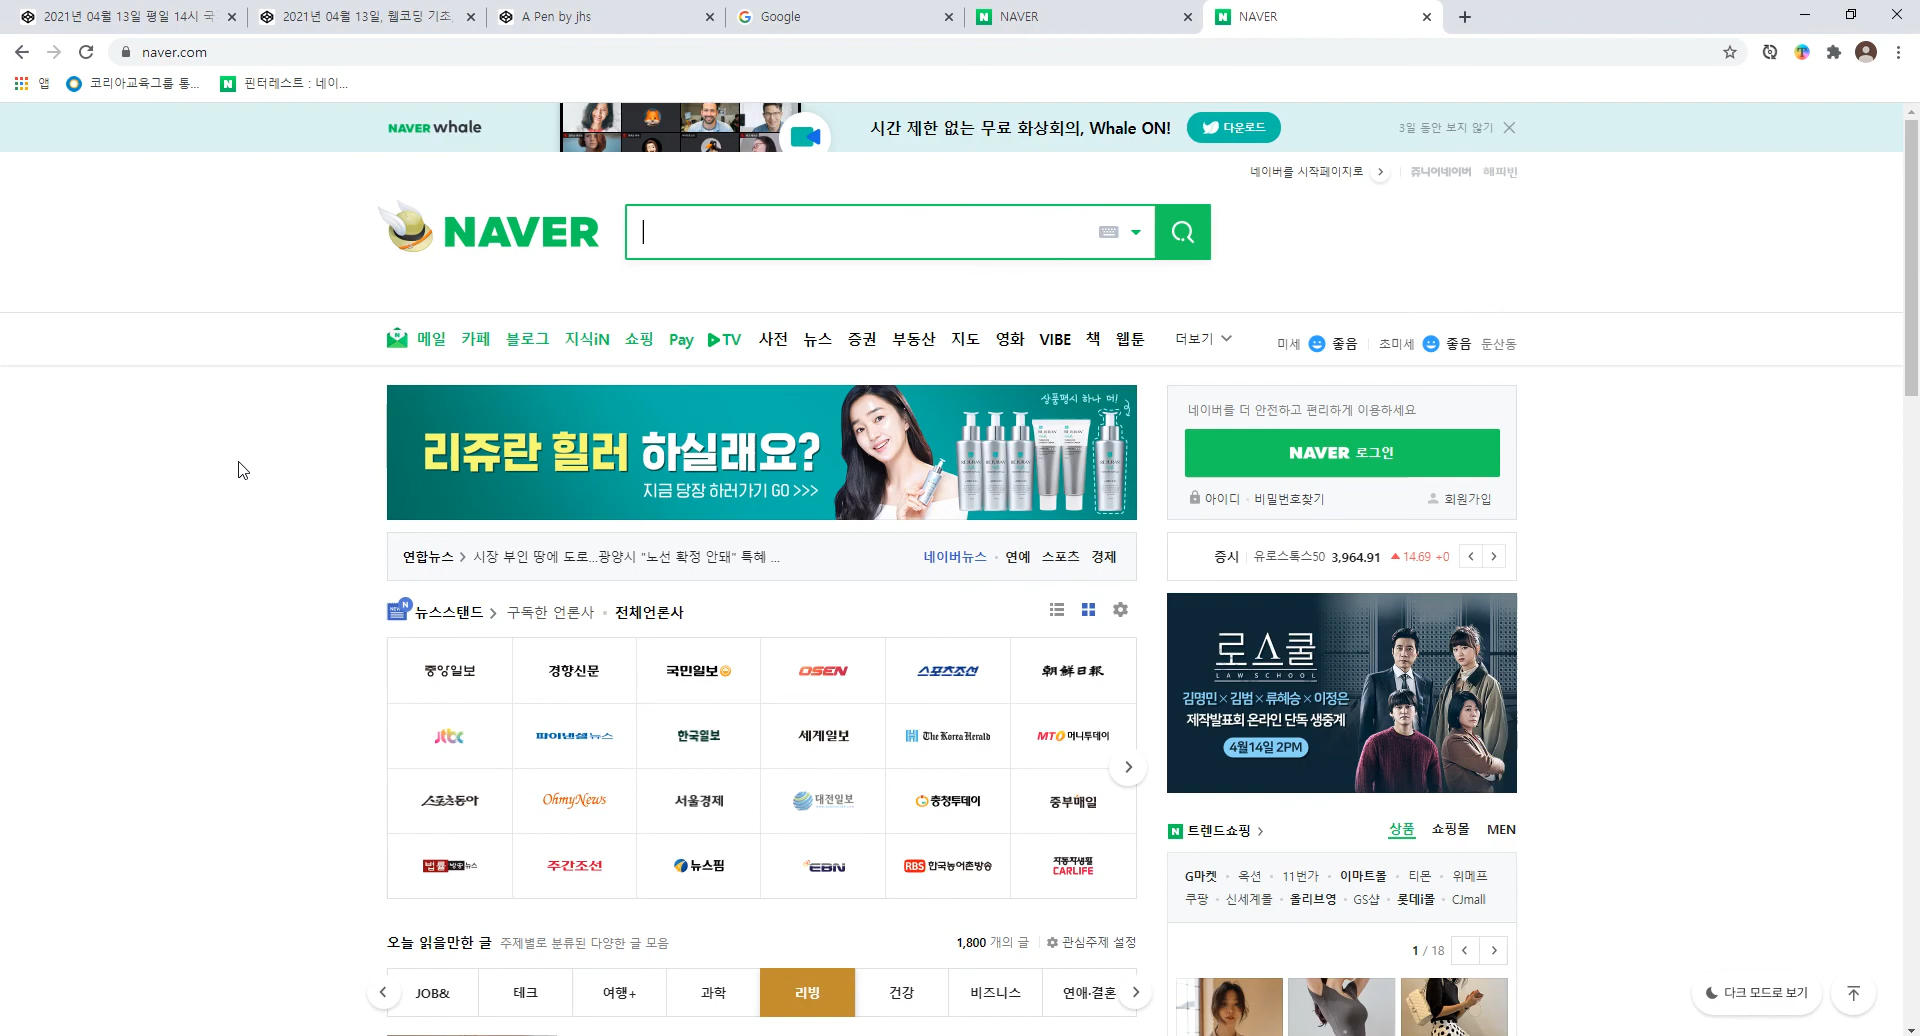 2021년 04월 13일 평일 14시 국
2021년 04월 13일, 웹코딩 기초,
A Pen by jhs
Google
NAVER
NAVER
naver.com
앱
코리아교육그룹 통...
핀터레스트 : 네이...
NAVER whale
시간 제한 없는 무료 화상회의, Whale ON!
다운로드
3일 동안 보지 않기
네이버를 시작페이지로
쥬니어네이버 해피빈
NAVER
메일 카페 블로그 지식iN 쇼핑 Pay TV 사전 뉴스 증권 부동산 지도 영화 VIBE 책 웹툰 더보기
미세 좋음 초미세 좋음 둔산동
리쥬란 힐러 하실래요?
지금 당장 하러가기 GO >>>
상품평시 하나 더!
네이버를 더 안전하고 편리하게 이용하세요
NAVER 로그인
아이디 · 비밀번호찾기 회원가입
연합뉴스 > 시장 부인 땅에 도로...광양시 "노선 확정 안돼" 특혜 ...
네이버뉴스 · 연예 스포츠 경제
증시 유로스톡스50 3,964.91 ▲14.69 +0
뉴스스탠드 > 구독한 언론사 · 전체언론사
중앙일보 경향신문 국민일보 OSEN 스포츠조선 朝鮮日報
jtbc 파이낸셜뉴스 한국일보 세계일보 The Korea Herald MTO 머니투데이
스포츠동아 OhmyNews 서울경제 대전일보 충청투데이 중부매일
법률방송뉴스 주간조선 뉴스핌 EBN RBS 한국농어촌방송 자동차생활 CARLIFE
로스쿨
LAW SCHOOL
김명민×김범×류혜승×이정은
제작발표회 온라인 단독 생중계
4월14일 2PM
트렌드쇼핑 >
상품 쇼핑몰 MEN
G마켓 · 옥션 · 11번가 · 이마트몰 · 티몬 · 위메프
쿠팡 · 신세계몰 · 올리브영 · GS샵 · 롯데i몰 · CJmall
1 / 18
오늘 읽을만한 글 주제별로 분류된 다양한 글 모음
1,800 개의 글 관심주제 설정
JOB& 테크 여행+ 과학 리빙 건강 비즈니스 연애·결혼
다크 모드로 보기